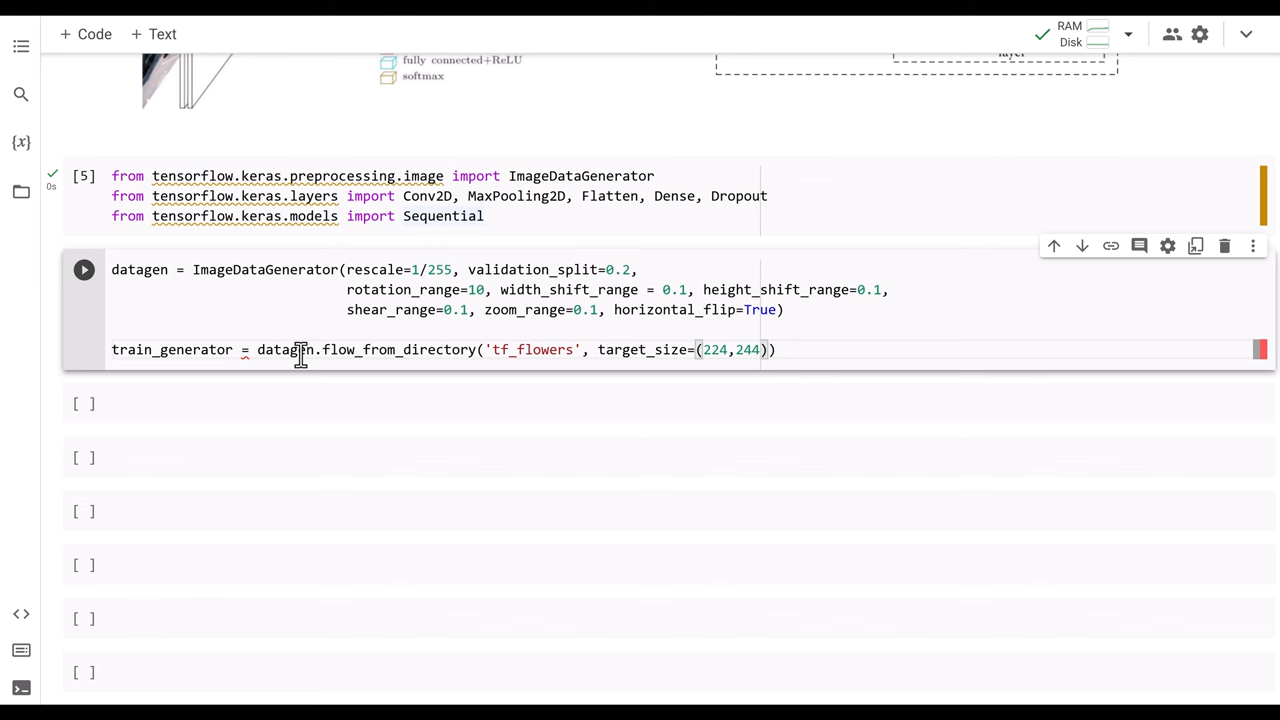 + Code + Text
RAM
Disk
layer
fully connected+ReLU
softmax
{x}
[5]
0s
from tensorflow.keras.preprocessing.image import ImageDataGenerator
from tensorflow.keras.layers import Conv2D, MaxPooling2D, Flatten, Dense, Dropout
from tensorflow.keras.models import Sequential
datagen = ImageDataGenerator(rescale=1/255, validation_split=0.2,
rotation_range=10, width_shift_range = 0.1, height_shift_range=0.1,
shear_range=0.1, zoom_range=0.1, horizontal_flip=True)
train_generator = datagen.flow_from_directory('tf_flowers', target_size=(224,244))
[ ]
[ ]
[ ]
[ ]
[ ]
[ ]